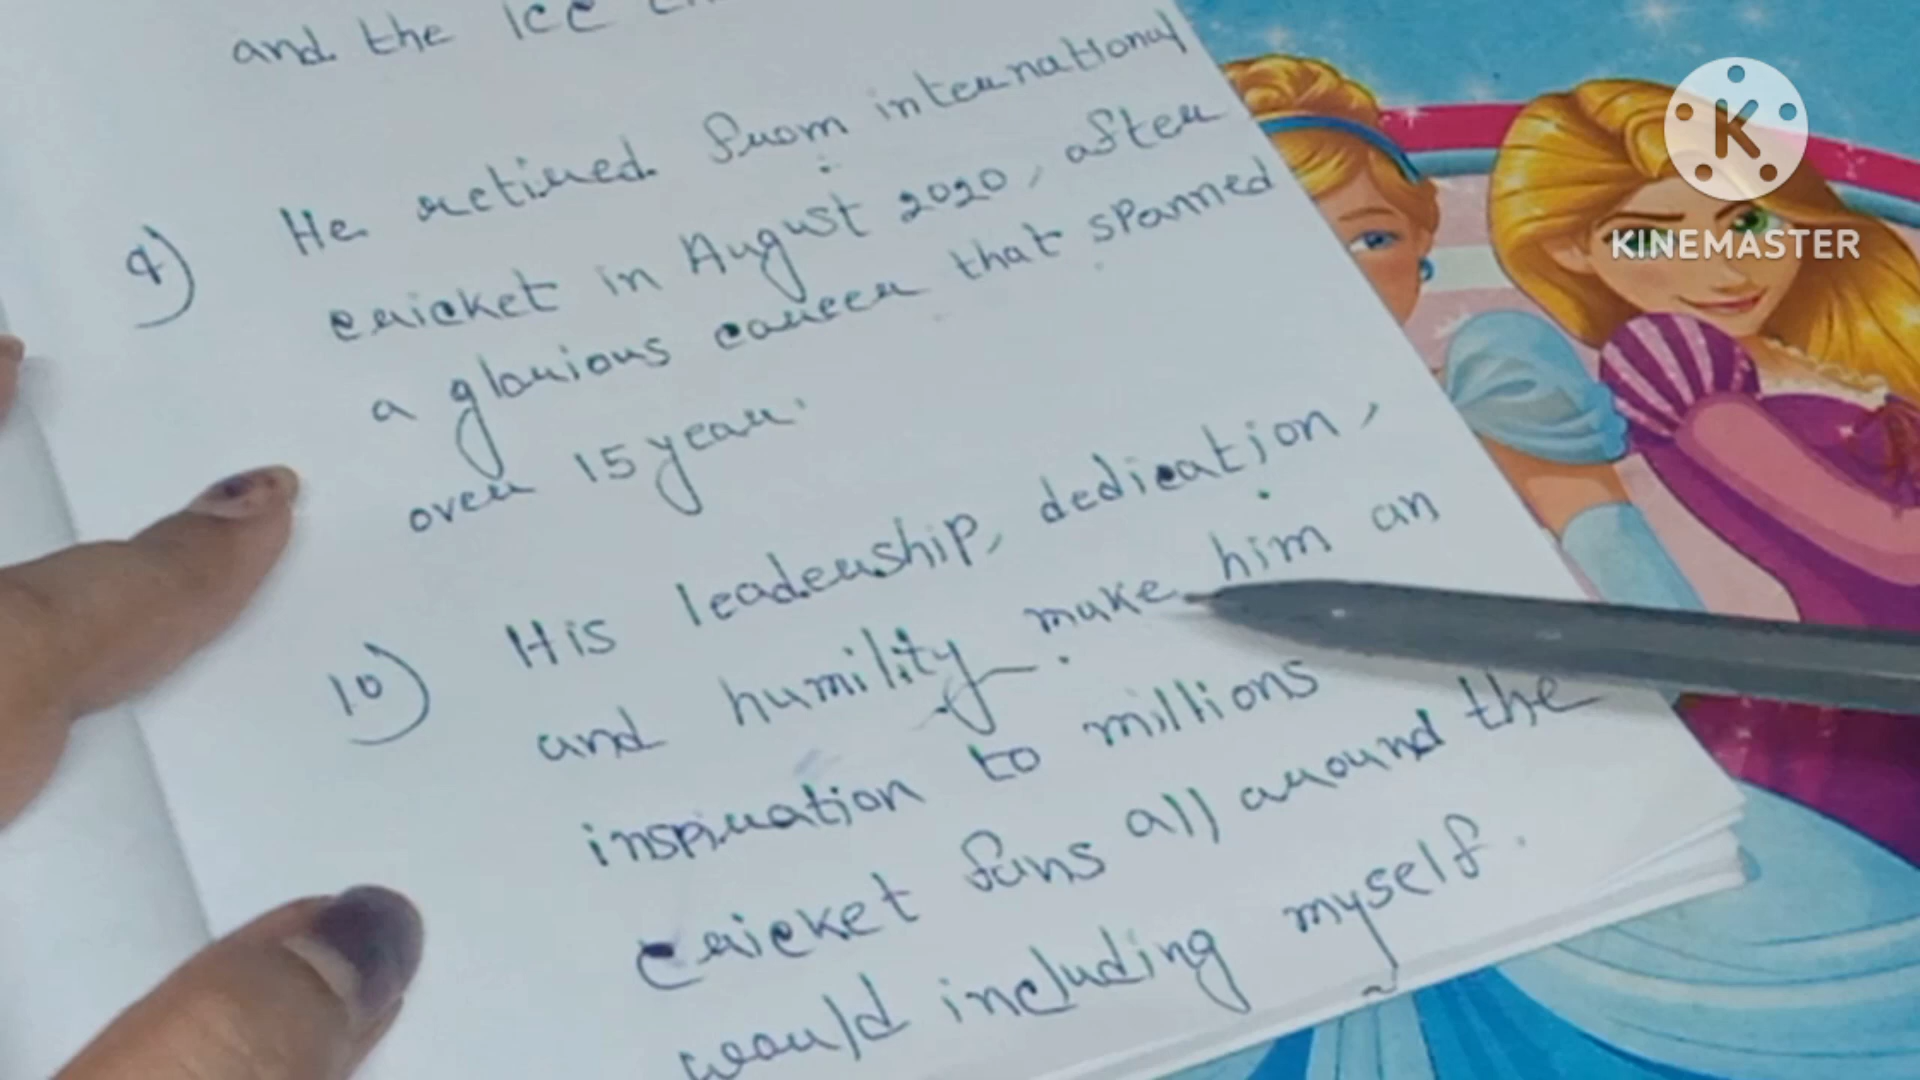 and the ICC
9) He retired from international
cricket in August 2020, after
a glorious career that spanned
over 15 year.
10) His leadership, dedication,
and humility make him an
inspiration to millions
cricket fans all around the
would including myself.
KINEMASTER